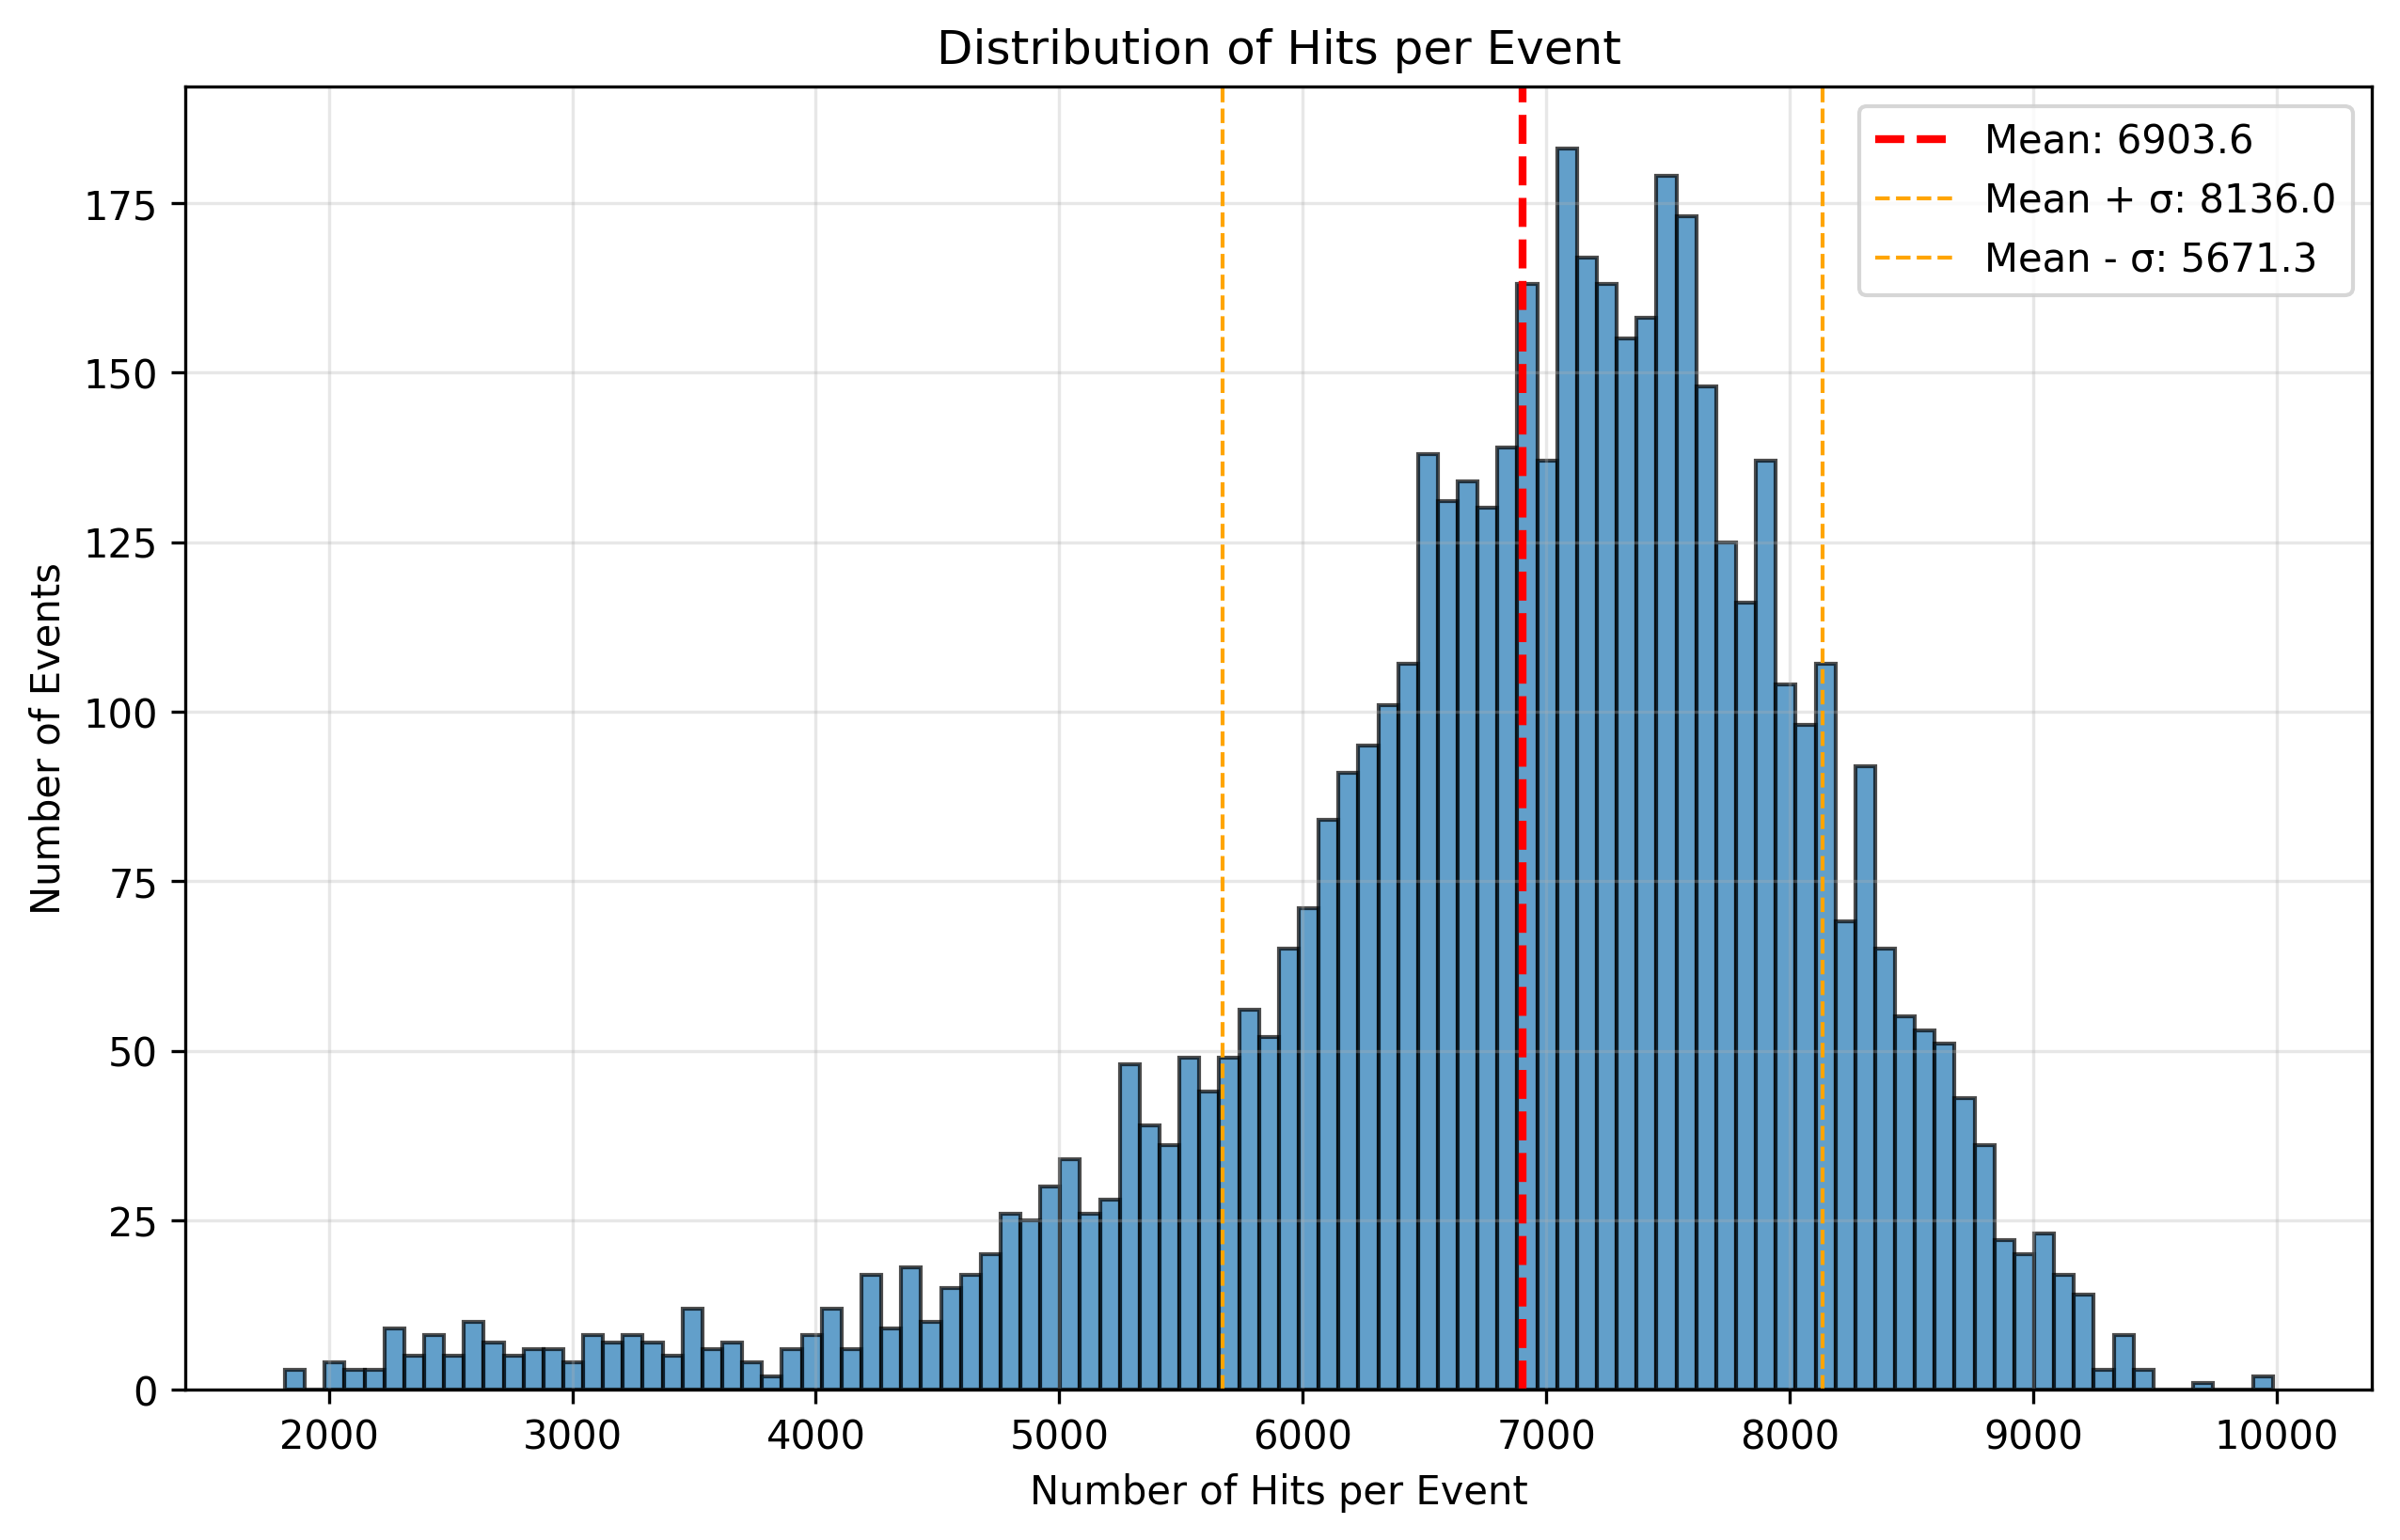 Distribution of Hits per Event
Mean: 6903.6
Mean + σ: 8136.0
Mean - σ: 5671.3
Number of Events
175
150
125
100
75
50
25
0
2000 3000 4000 5000 6000 7000 8000 9000 10000
Number of Hits per Event